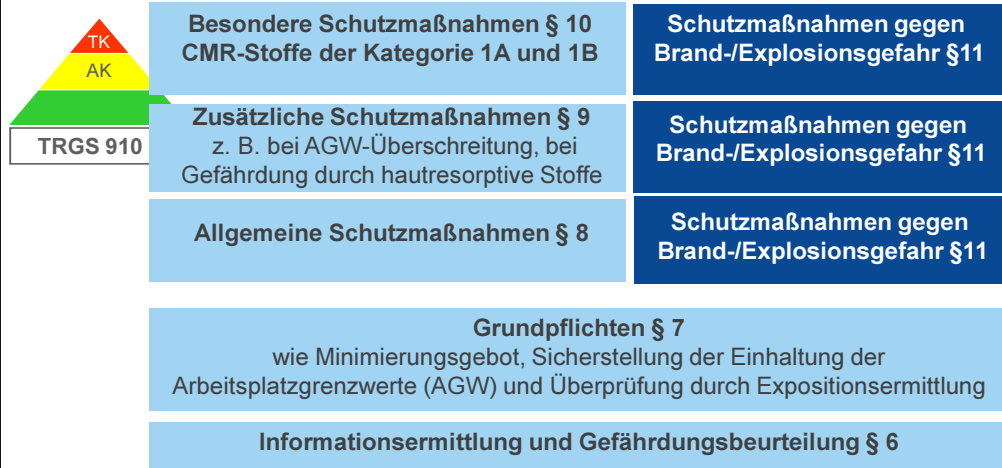 TK
AK
TRGS 910
Besondere Schutzmaßnahmen § 10
CMR-Stoffe der Kategorie 1A und 1B
Schutzmaßnahmen gegen
Brand-/Explosionsgefahr §11
Zusätzliche Schutzmaßnahmen § 9
z. B. bei AGW-Überschreitung, bei
Gefährdung durch hautresorptive Stoffe
Schutzmaßnahmen gegen
Brand-/Explosionsgefahr §11
Allgemeine Schutzmaßnahmen § 8
Schutzmaßnahmen gegen
Brand-/Explosionsgefahr §11
Grundpflichten § 7
wie Minimierungsgebot, Sicherstellung der Einhaltung der
Arbeitsplatzgrenzwerte (AGW) und Überprüfung durch Expositionsermittlung
Informationsermittlung und Gefährdungsbeurteilung § 6